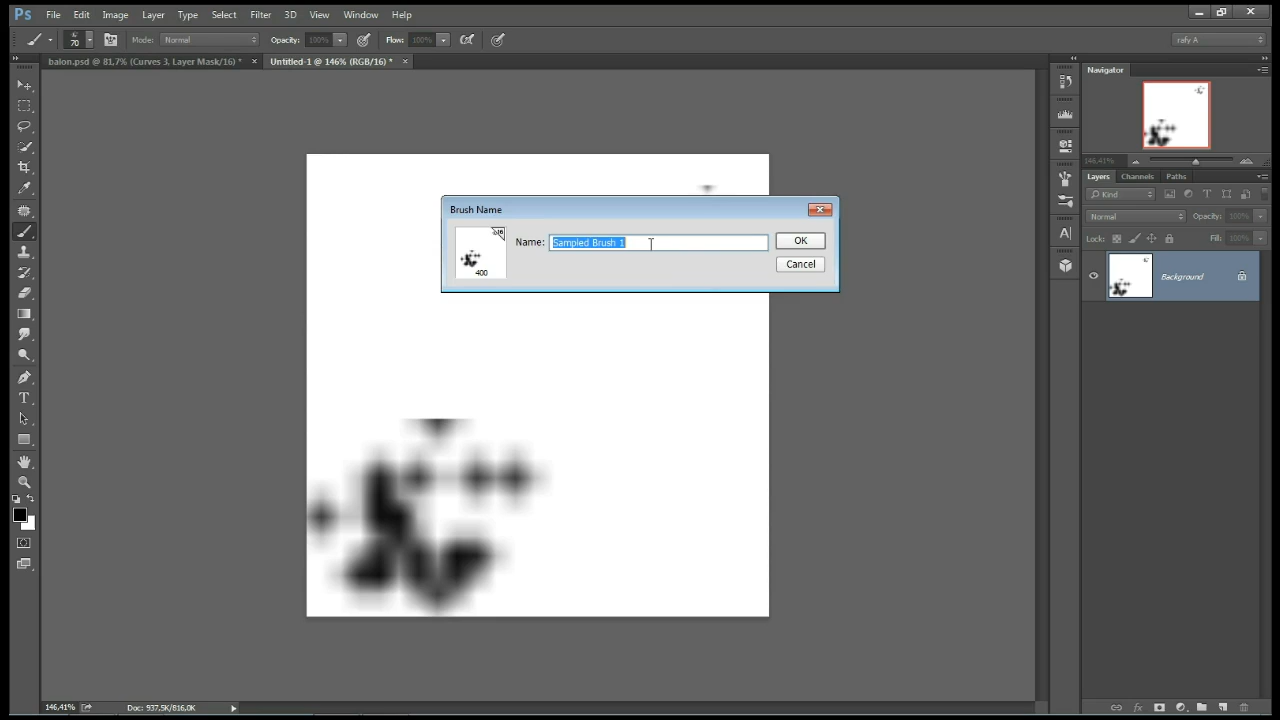 Ps File Edit Image Layer Type Select Filter 3D View Window Help
70 Mode: Normal Opacity: 100% Flow: 100% rafy A
balon.psd @ 81,7% (Curves 3, Layer Mask/16) * × Untitled-1 @ 146% (RGB/16) * ×
Navigator
146,41%
Layers Channels Paths
Kind
Normal Opacity: 100%
Lock: Fill: 100%
Background
Brush Name
Name: Sampled Brush 1 OK
400
Cancel
146,41% Doc: 937,5K/816,0K